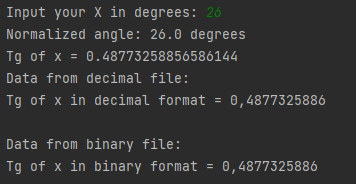 Input your X in degrees: 26
Normalized angle: 26.0 degrees
Tg of x = 0.48773258856586144
Data from decimal file:
Tg of x in decimal format = 0,4877325886
Data from binary file:
Tg of x in binary format = 0,4877325886